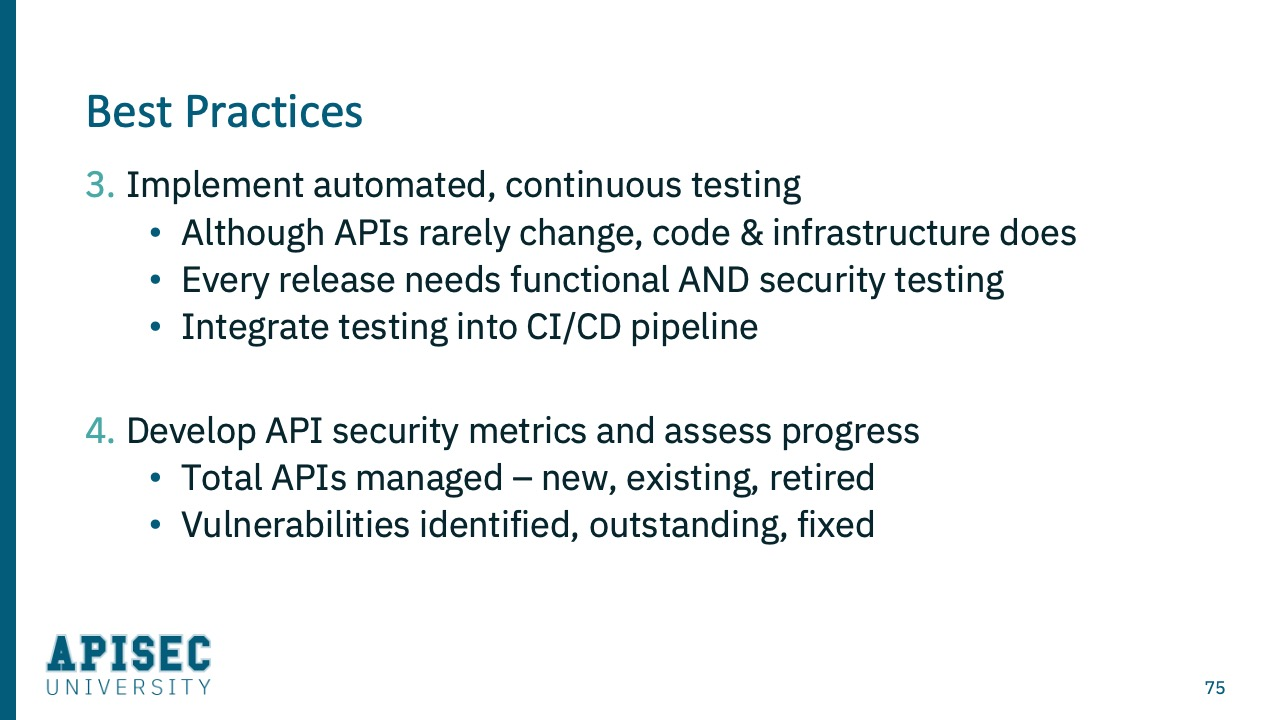 Best Practices
3. Implement automated, continuous testing
• Although APIs rarely change, code & infrastructure does
• Every release needs functional AND security testing
• Integrate testing into CI/CD pipeline
4. Develop API security metrics and assess progress
• Total APIs managed – new, existing, retired
• Vulnerabilities identified, outstanding, fixed
APISEC
UNIVERSITY
75